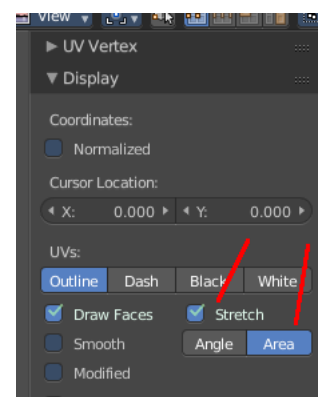 View
UV Vertex
Display
Coordinates:
Normalized
Cursor Location:
X: 0.000 Y: 0.000
UVs:
Outline Dash Black White
Draw Faces Stretch
Smooth Angle Area
Modified